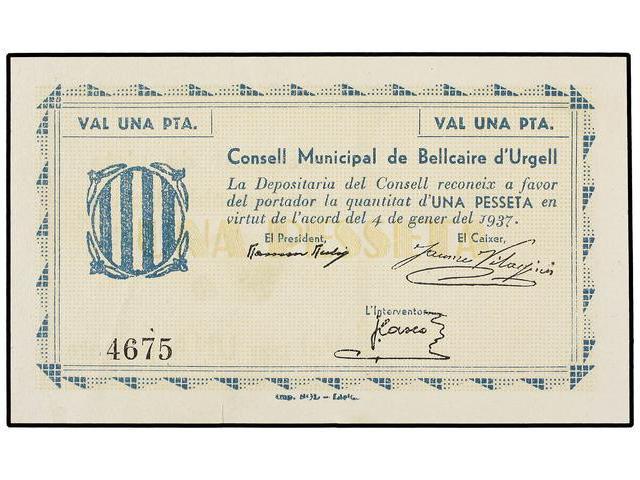 VAL UNA PTA. VAL UNA PTA.
Consell Municipal de Bellcaire d'Urgell
La Depositaria del Consell reconeix a favor
del portador la quantitat d'UNA PESSETA en
virtut de l'acord del 4 de gener del 1937.
El President, El Caixer,
UNA PESSETA
L'Interventor
4675